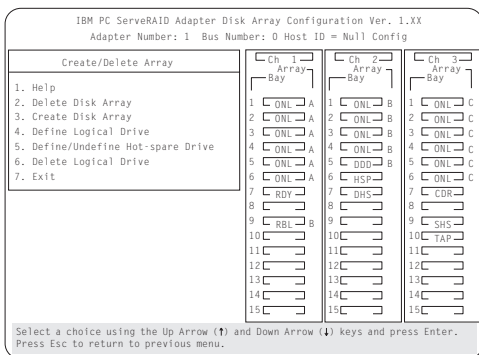 IBM PC ServeRAID Adapter Disk Array Configuration Ver. 1.XX
Adapter Number: 1 Bus Number: 0 Host ID = Null Config
Create/Delete Array
1. Help
2. Delete Disk Array
3. Create Disk Array
4. Define Logical Drive
5. Define/Undefine Hot-spare Drive
6. Delete Logical Drive
7. Exit
Ch 1
Array
Bay
1 ONL A
2 ONL A
3 ONL A
4 ONL A
5 ONL A
6 ONL A
7 RDY
8
9 RBL B
10
11
12
13
14
15
Ch 2
Array
Bay
1 ONL B
2 ONL B
3 ONL B
4 ONL B
5 DDD B
6 HSP
7 DHS
8
9
10
11
12
13
14
15
Ch 3
Array
Bay
1 ONL C
2 ONL C
3 ONL C
4 ONL C
5 ONL C
6 ONL C
7 CDR
8
9 SHS
10 TAP
11
12
13
14
15
Select a choice using the Up Arrow (↑) and Down Arrow (↓) keys and press Enter.
Press Esc to return to previous menu.